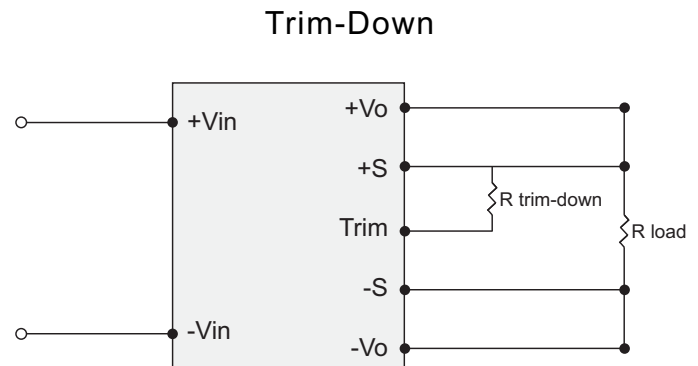 Trim-Down
+Vo
+Vin
+S
R trim-down
Trim
R load
-S
-Vin
-Vo